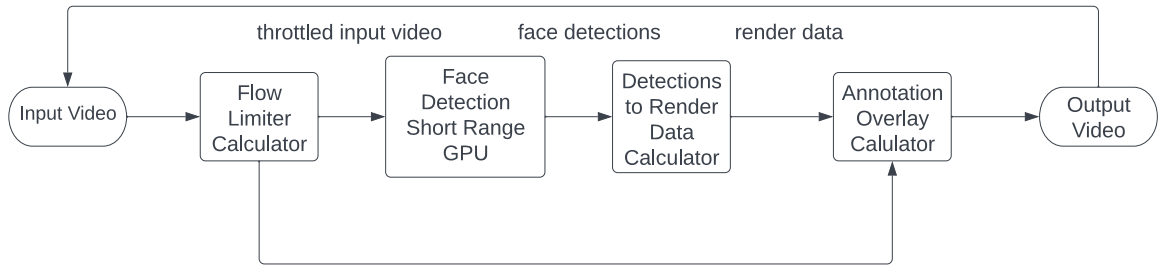 throttled input video
face detections
render data
Input Video
Flow
Limiter
Calculator
Face
Detection
Short Range
GPU
Detections
to Render
Data
Calculator
Annotation
Overlay
Calulator
Output
Video